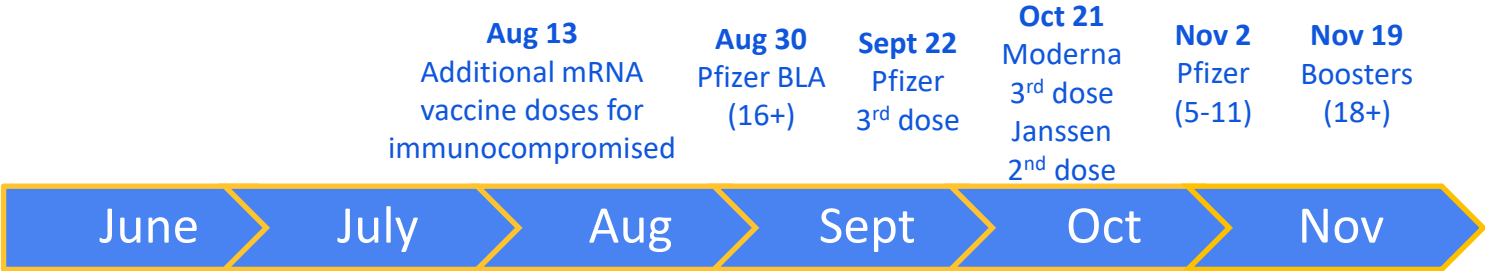 Aug 13
Additional mRNA
vaccine doses for
immunocompromised
Aug 30
Pfizer BLA
(16+)
Sept 22
Pfizer
3rd dose
Oct 21
Moderna
3rd dose
Janssen
2nd dose
Nov 2
Pfizer
(5-11)
Nov 19
Boosters
(18+)
June
July
Aug
Sept
Oct
Nov